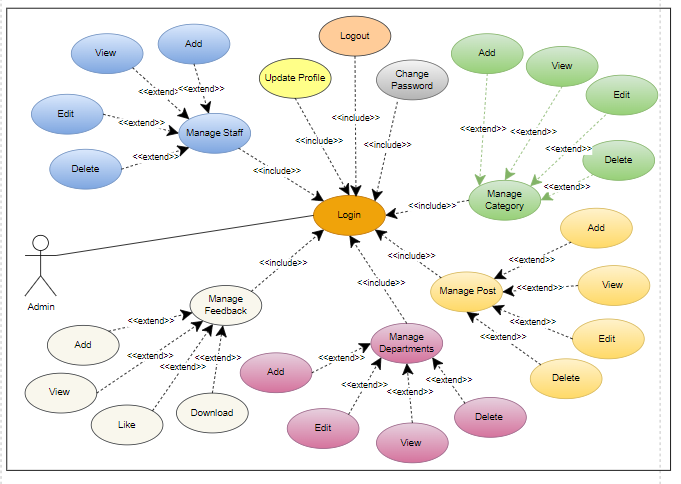 Logout
Add
View
Add
View
Update Profile
Change
Password
<<extend>>
<<extend>>
Edit
Edit
<<extend>>
Manage Staff
<<include>>
<<include>>
<<include>>
<<extend>>
<<extend>>
<<extend>>
<<extend>>
Delete
<<extend>>
Delete
<<include>>
<<extend>>
Manage
Category
<<include>>
Login
Add
<<include>>
<<include>>
<<include>>
<<extend>>
Admin
Manage
Feedback
Manage Post
<<extend>>
View
<<extend>>
<<extend>>
<<extend>>
Add
Manage
Departments
Edit
<<extend>>
<<extend>>
<<extend>>
<<extend>>
Add
<<extend>>
<<extend>>
Delete
View
Like
Download
Edit
View
Delete